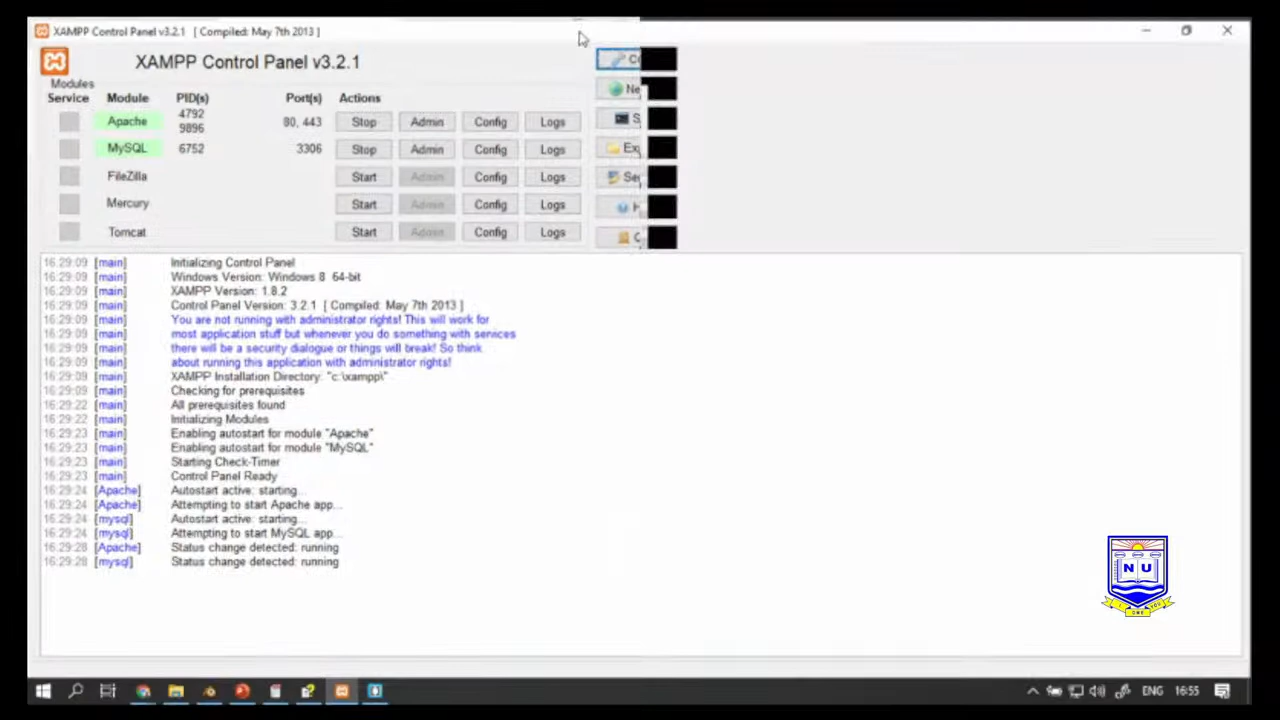 XAMPP Control Panel v3.2.1 [ Compiled: May 7th 2013 ]
XAMPP Control Panel v3.2.1
Modules
Service Module PID(s) Port(s) Actions
Apache 4792 9896 80, 443 Stop Admin Config Logs
MySQL 6752 3306 Stop Admin Config Logs
FileZilla Start Admin Config Logs
Mercury Start Admin Config Logs
Tomcat Start Admin Config Logs
16:29:09 [main] Initializing Control Panel
16:29:09 [main] Windows Version: Windows 8 64-bit
16:29:09 [main] XAMPP Version: 1.8.2
16:29:09 [main] Control Panel Version: 3.2.1 [ Compiled: May 7th 2013 ]
16:29:09 [main] You are not running with administrator rights! This will work for
16:29:09 [main] most application stuff but whenever you do something with services
16:29:09 [main] there will be a security dialogue or things will break! So think
16:29:09 [main] about running this application with administrator rights!
16:29:09 [main] XAMPP Installation Directory: "c:\xampp\"
16:29:09 [main] Checking for prerequisites
16:29:22 [main] All prerequisites found
16:29:22 [main] Initializing Modules
16:29:23 [main] Enabling autostart for module "Apache"
16:29:23 [main] Enabling autostart for module "MySQL"
16:29:23 [main] Starting Check-Timer
16:29:23 [main] Control Panel Ready
16:29:24 [Apache] Autostart active: starting...
16:29:24 [Apache] Attempting to start Apache app...
16:29:24 [mysql] Autostart active: starting...
16:29:24 [mysql] Attempting to start MySQL app...
16:29:28 [Apache] Status change detected: running
16:29:28 [mysql] Status change detected: running
N U
ENG 16:55